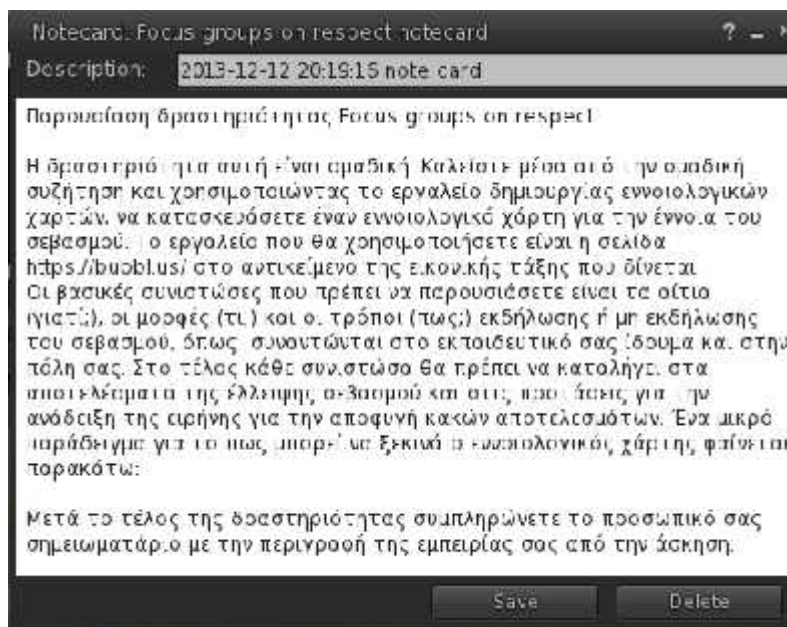 Notecard: Focus groups on respect notecard
Description: 2013-12-12 20:19:15 note card
Παρουσίαση δραστηριότητας Focus groups on respect
Η δραστηριότητα αυτή είναι ομαδική. Καλείστε μέσα από την ομαδική
συζήτηση και χρησιμοποιώντας το εργαλείο δημιουργίας εννοιολογικών
χαρτών, να κατασκευάσετε έναν εννοιολογικό χάρτη για την έννοια του
σεβασμού. Το εργαλείο που θα χρησιμοποιήσετε είναι η σελίδα
https://bubbl.us/ στο αντικείμενο της εικονικής τάξης που δίνεται.
Οι βασικές συνιστώσες που πρέπει να παρουσιάσετε είναι τα αίτια
(γιατί;), οι μορφές (τι;) και οι τρόποι (πως;) εκδήλωσης ή μη εκδήλωσης
του σεβασμού, όπως συναντώνται στο εκπαιδευτικό σας ίδρυμα και στην
πόλη σας. Στο τέλος κάθε συνιστώσα θα πρέπει να καταλήγει στα
αποτελέσματα της έλλειψης σεβασμού και στις προτάσεις για την
ανάδειξη της ειρήνης για την αποφυγή κακών αποτελεσμάτων. Ένα μικρό
παράδειγμα για το πως μπορεί να ξεκινά ο εννοιολογικός χάρτης φαίνεται
παρακάτω:
Μετά το τέλος της δραστηριότητας συμπληρώνετε το προσωπικό σας
σημειωματάριο με την περιγραφή της εμπειρίας σας από την άσκηση.
Save Delete